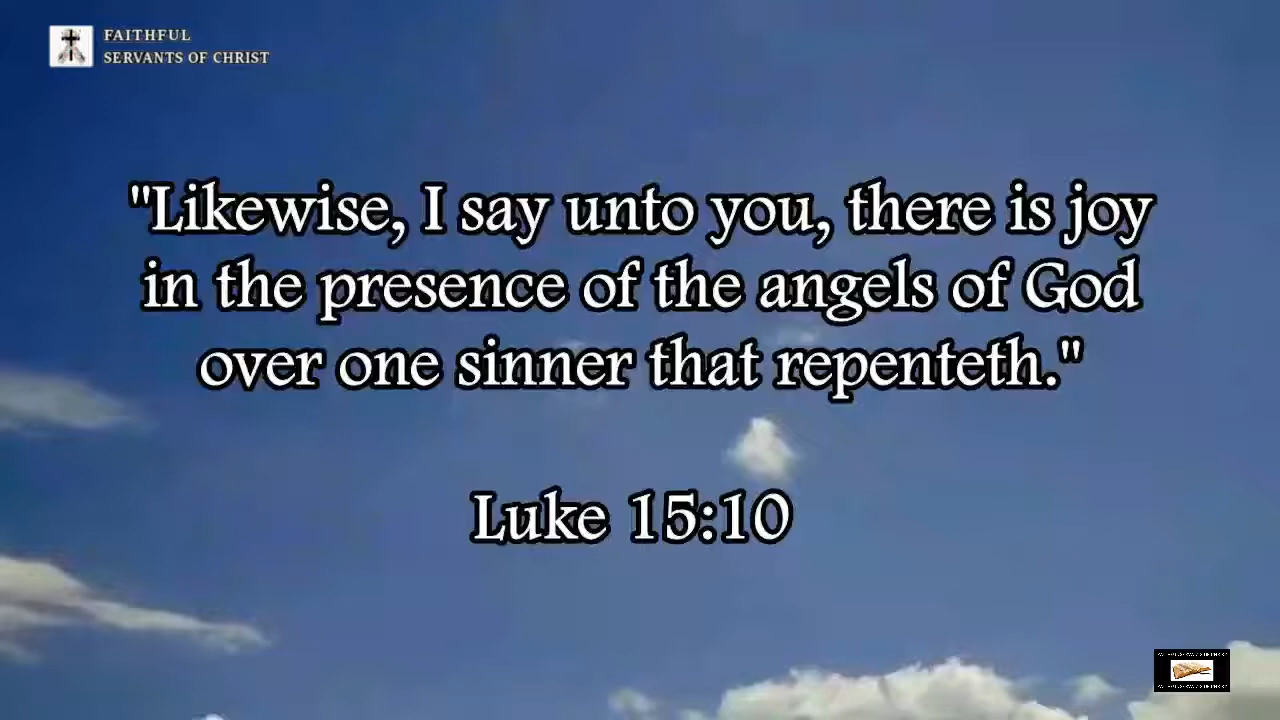 FAITHFUL
SERVANTS OF CHRIST
"Likewise, I say unto you, there is joy
in the presence of the angels of God
over one sinner that repenteth."
Luke 15:10